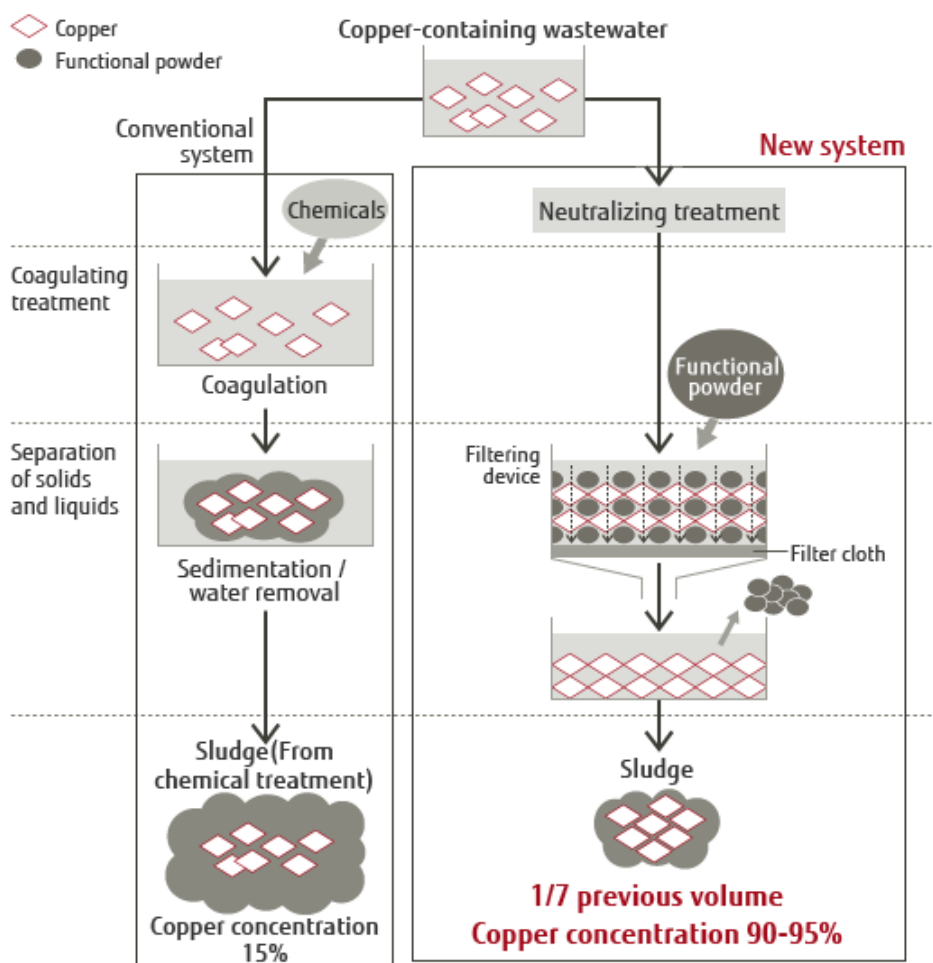 Copper
Functional powder
Copper-containing wastewater
Conventional
system
New system
Chemicals
Neutralizing treatment
Coagulating
treatment
Coagulation
Functional
powder
Separation
of solids
and liquids
Filtering
device
Filter cloth
Sedimentation /
water removal
Sludge(From
chemical treatment)
Copper concentration
15%
Sludge
1/7 previous volume
Copper concentration 90-95%